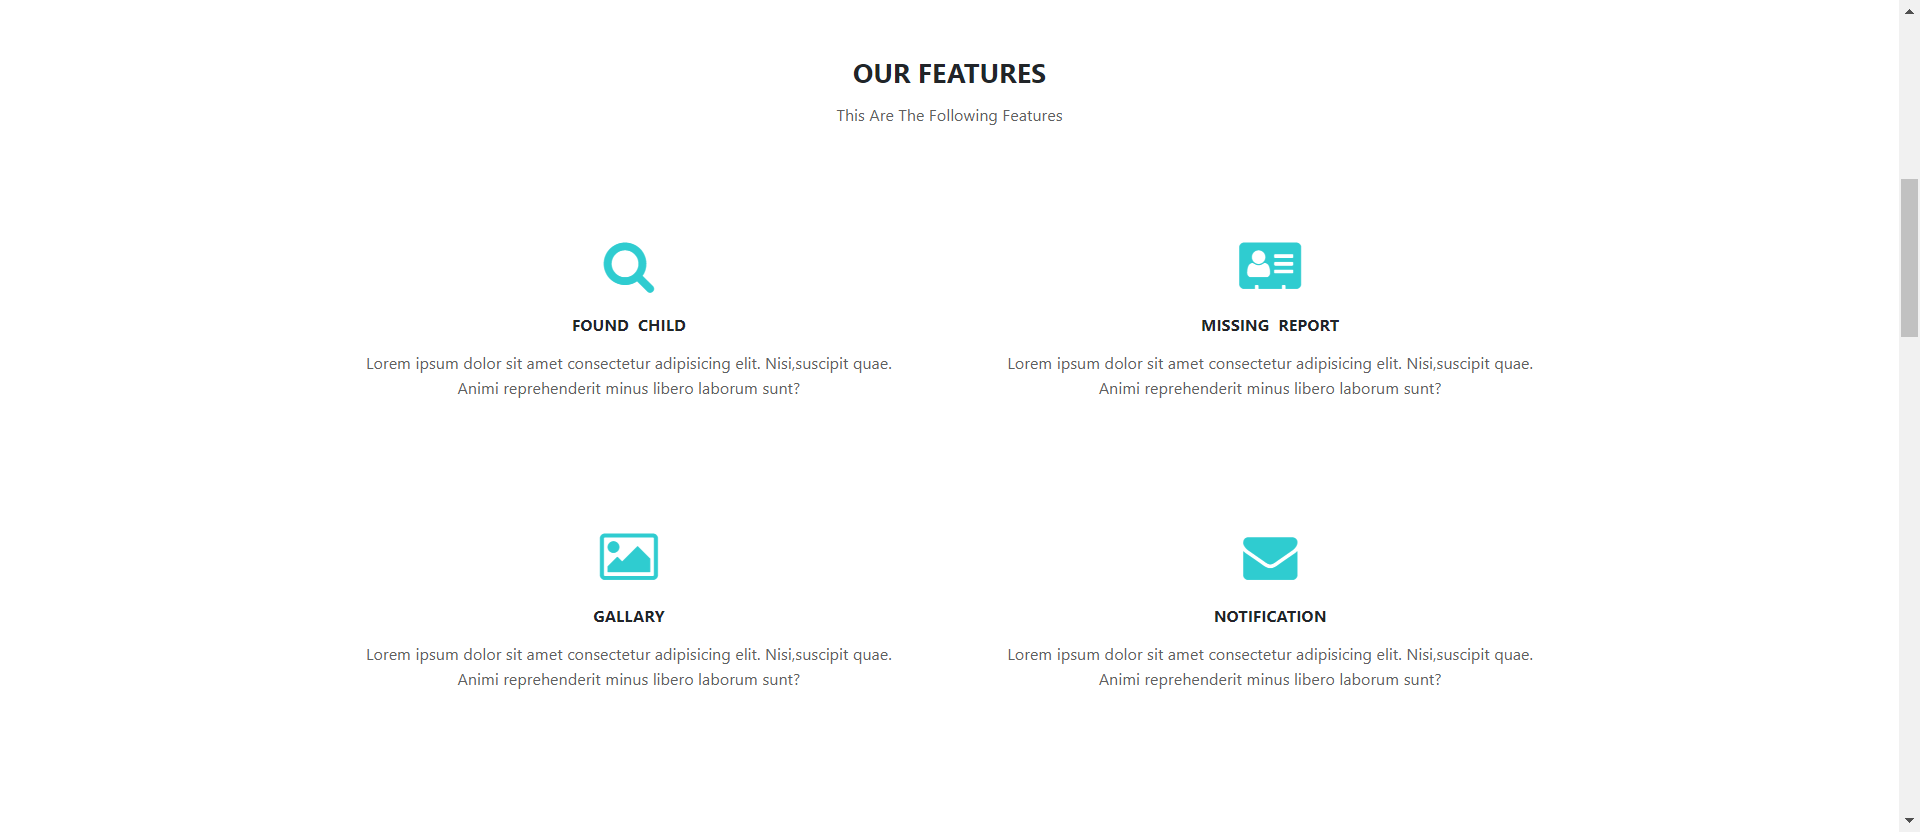 OUR FEATURES
This Are The Following Features
FOUND CHILD
Lorem ipsum dolor sit amet consectetur adipisicing elit. Nisi,suscipit quae.
Animi reprehenderit minus libero laborum sunt?
MISSING REPORT
Lorem ipsum dolor sit amet consectetur adipisicing elit. Nisi,suscipit quae.
Animi reprehenderit minus libero laborum sunt?
GALLARY
Lorem ipsum dolor sit amet consectetur adipisicing elit. Nisi,suscipit quae.
Animi reprehenderit minus libero laborum sunt?
NOTIFICATION
Lorem ipsum dolor sit amet consectetur adipisicing elit. Nisi,suscipit quae.
Animi reprehenderit minus libero laborum sunt?